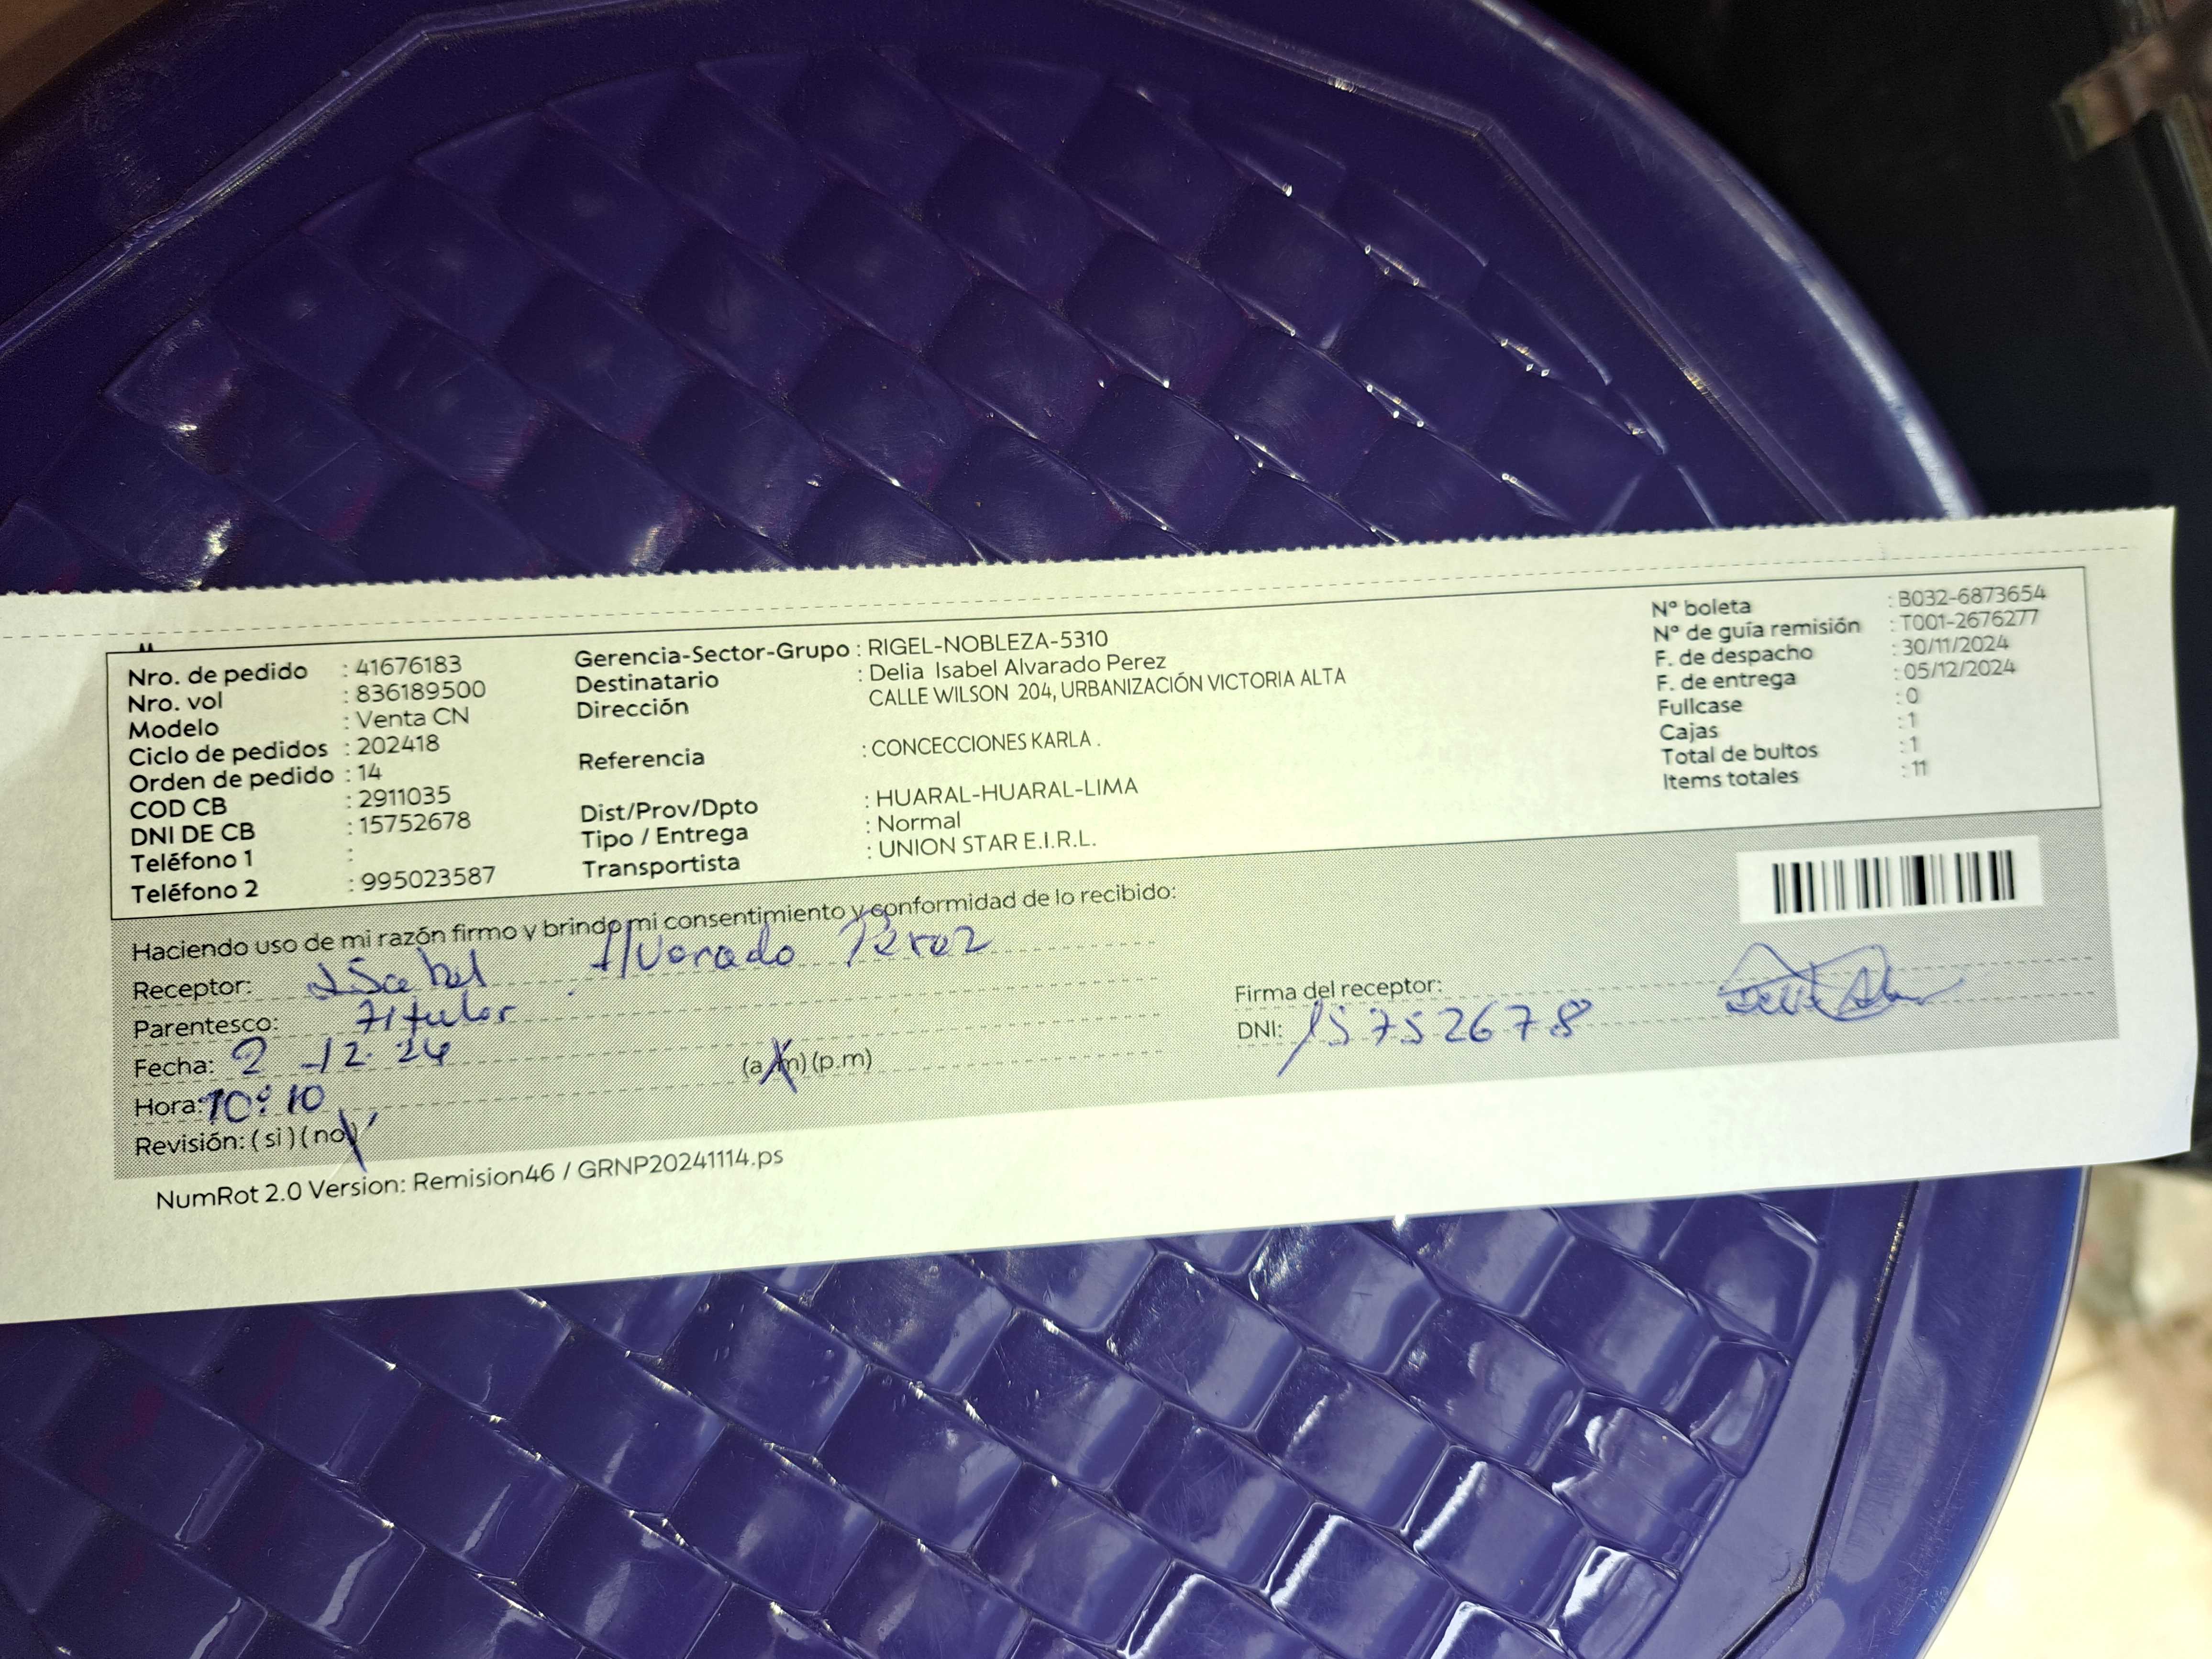 Nro. de pedido : 41676183
Nro. vol : 836189500
Modelo : Venta CN
Ciclo de pedidos : 202418
Orden de pedido : 14
COD CB : 2911035
DNI DE CB : 15752678
Teléfono 1 :
Teléfono 2 : 995023587
Gerencia-Sector-Grupo : RIGEL-NOBLEZA-5310
Destinatario : Delia Isabel Alvarado Perez
Dirección CALLE WILSON 204, URBANIZACIÓN VICTORIA ALTA
Referencia : CONCECCIONES KARLA .
Dist/Prov/Dpto : HUARAL-HUARAL-LIMA
Tipo / Entrega : Normal
Transportista : UNION STAR E.I.R.L.
N° boleta : B032-6873654
N° de guía remisión : T001-2676277
F. de despacho : 30/11/2024
F. de entrega : 05/12/2024
Fullcase : 0
Cajas : 1
Total de bultos : 1
Items totales : 11
Haciendo uso de mi razón firmo y brindo mi consentimiento y conformidad de lo recibido:
Receptor: Isabel Alvarado Perez
Parentesco: Titular
Fecha: 2-12-24
Hora: 10:10 (a.m) (p.m)
Revisión: ( si ) ( no )
Firma del receptor:
DNI: 15752678
NumRot 2.0 Version: Remision46 / GRNP20241114.ps